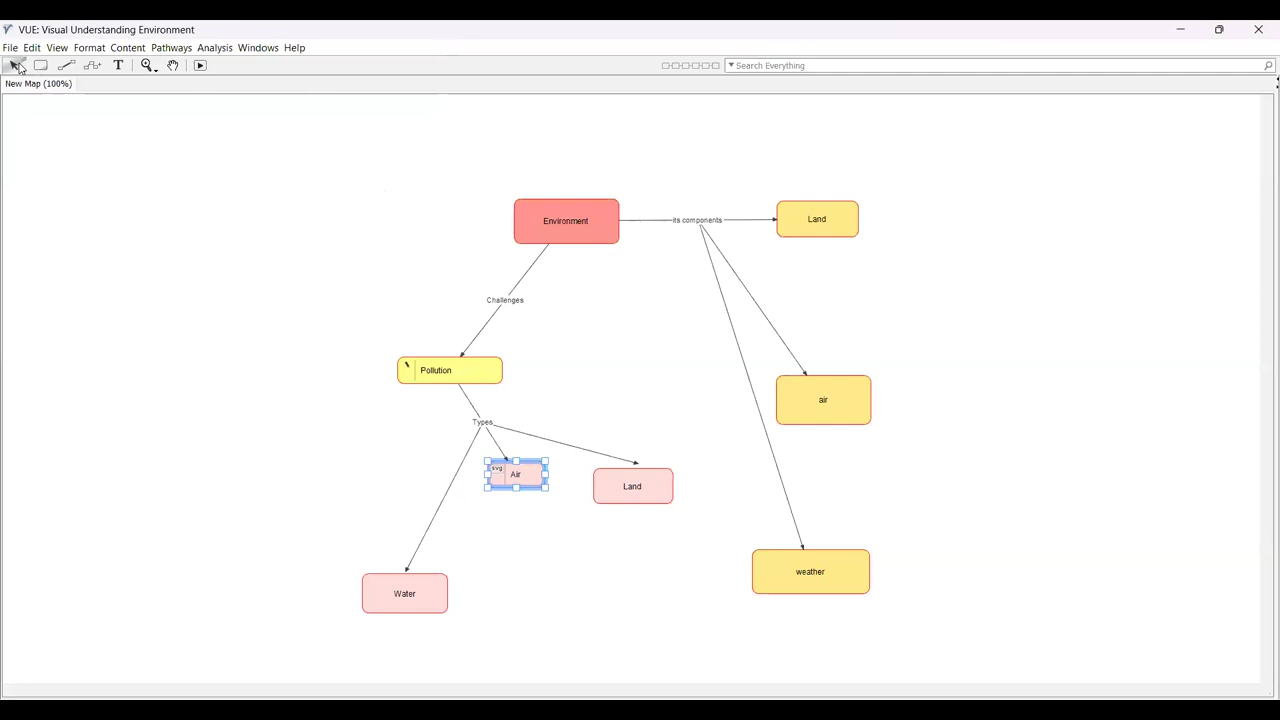 VUE: Visual Understanding Environment
File Edit View Format Content Pathways Analysis Windows Help
T
Search Everything
New Map (100%)
Environment
its components
Land
Challenges
Pollution
air
Types
svg
Air
Land
weather
Water